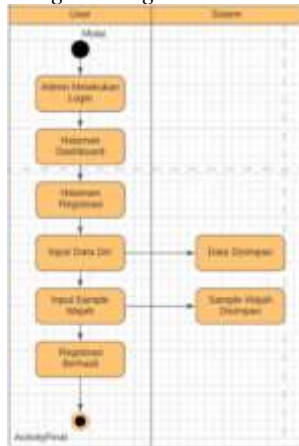 User
Sistem
Mulai
Admin Melakukan
Login
Halaman
Dashboard
Halaman
Registrasi
Input Data Diri
Data Disimpan
Input Sample
Wajah
Sample Wajah
Disimpan
Registrasi
Berhasil
ActivityFinal